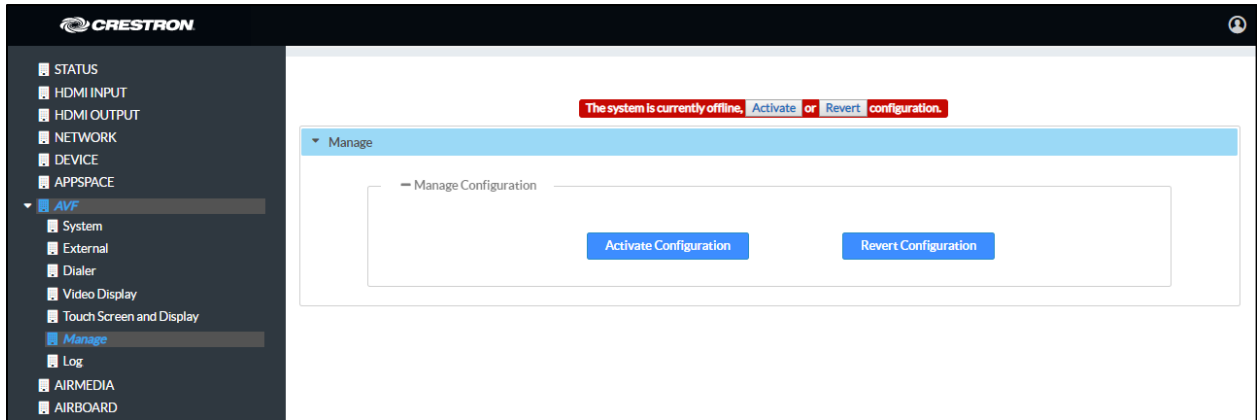 CRESTRON
STATUS
HDMI INPUT
HDMI OUTPUT
NETWORK
DEVICE
APPSPACE
AVF
System
External
Dialer
Video Display
Touch Screen and Display
Manage
Log
AIRMEDIA
AIRBOARD
The system is currently offline, Activate or Revert configuration.
Manage
Manage Configuration
Activate Configuration
Revert Configuration